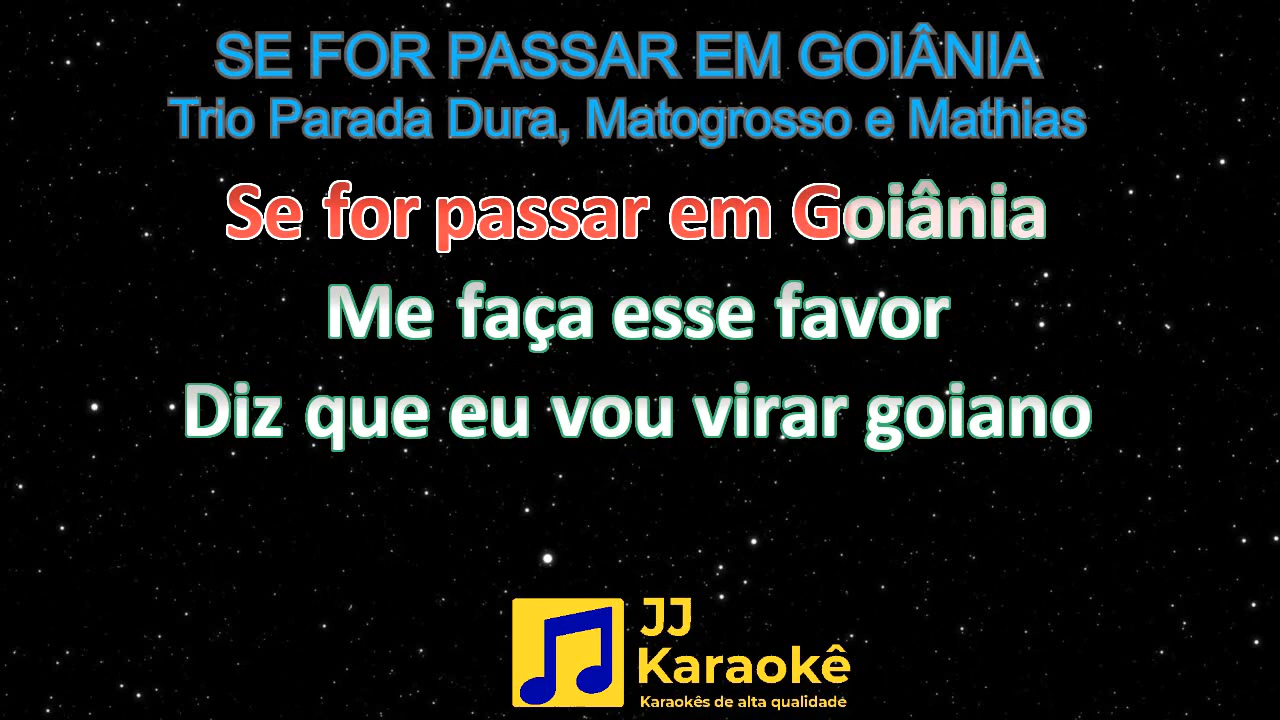 SE FOR PASSAR EM GOIÂNIA
Trio Parada Dura, Matogrosso e Mathias
Se for passar em Goiânia
Me faça esse favor
Diz que eu vou virar goiano
JJ
Karaokê
Karaokês de alta qualidade